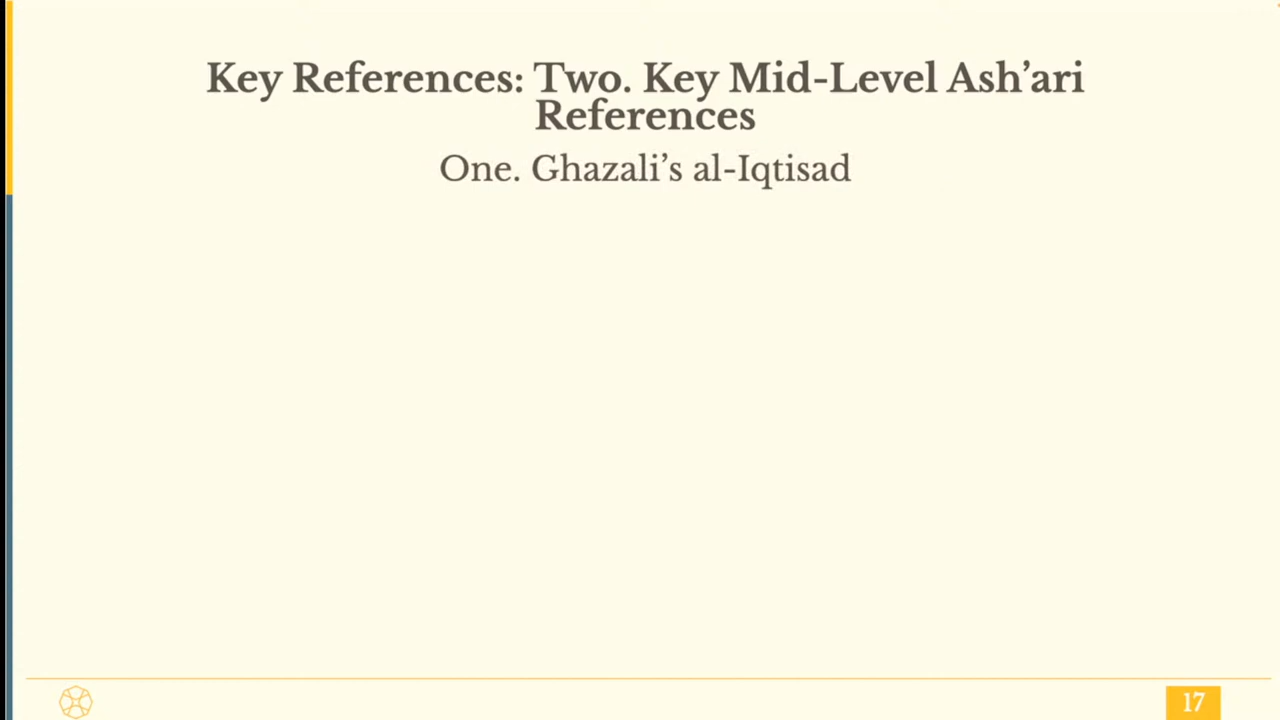 Key References: Two. Key Mid-Level Ash’ari
References
One. Ghazali’s al-Iqtisad
17